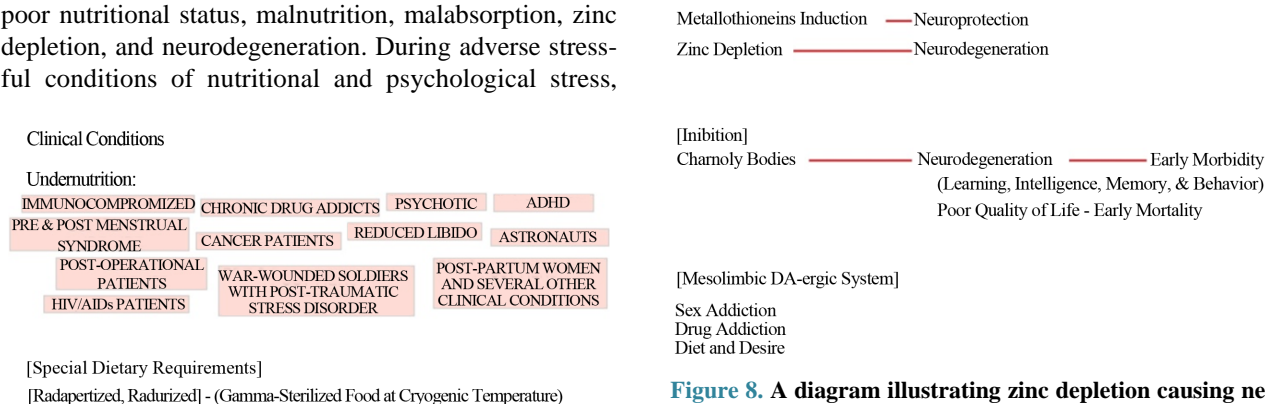 poor nutritional status, malnutrition, malabsorption, zinc
depletion, and neurodegeneration. During adverse stress-
ful conditions of nutritional and psychological stress,
Clinical Conditions
Undernutrition:
IMMUNOCOMPROMIZED CHRONIC DRUG ADDICTS PSYCHOTIC ADHD
PRE & POST MENSTRUAL
SYNDROME
CANCER PATIENTS REDUCED LIBIDO ASTRONAUTS
POST-OPERATIONAL
PATIENTS
HIV/AIDs PATIENTS
WAR-WOUNDED SOLDIERS
WITH POST-TRAUMATIC
STRESS DISORDER
POST-PARTUM WOMEN
AND SEVERAL OTHER
CLINICAL CONDITIONS
[Special Dietary Requirements]
[Radapertized, Radurized] - (Gamma-Sterilized Food at Cryogenic Temperature)
Metallothioneins Induction Neuroprotection
Zinc Depletion Neurodegeneration
[Inibition]
Charnoly Bodies Neurodegeneration Early Morbidity
(Learning, Intelligence, Memory, & Behavior)
Poor Quality of Life - Early Mortality
[Mesolimbic DA-ergic System]
Sex Addiction
Drug Addiction
Diet and Desire
Figure 8. A diagram illustrating zinc depletion causing ne